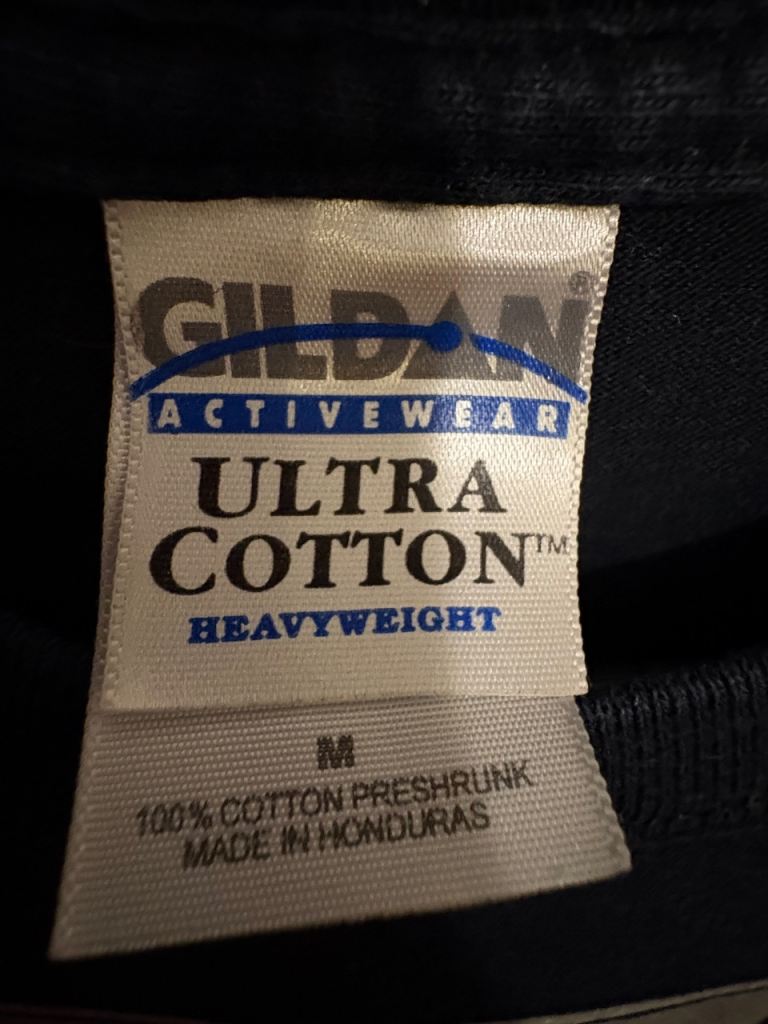 GILDAN®
ACTIVEWEAR
ULTRA
COTTON™
HEAVYWEIGHT
M
100% COTTON PRESHRUNK
MADE IN HONDURAS